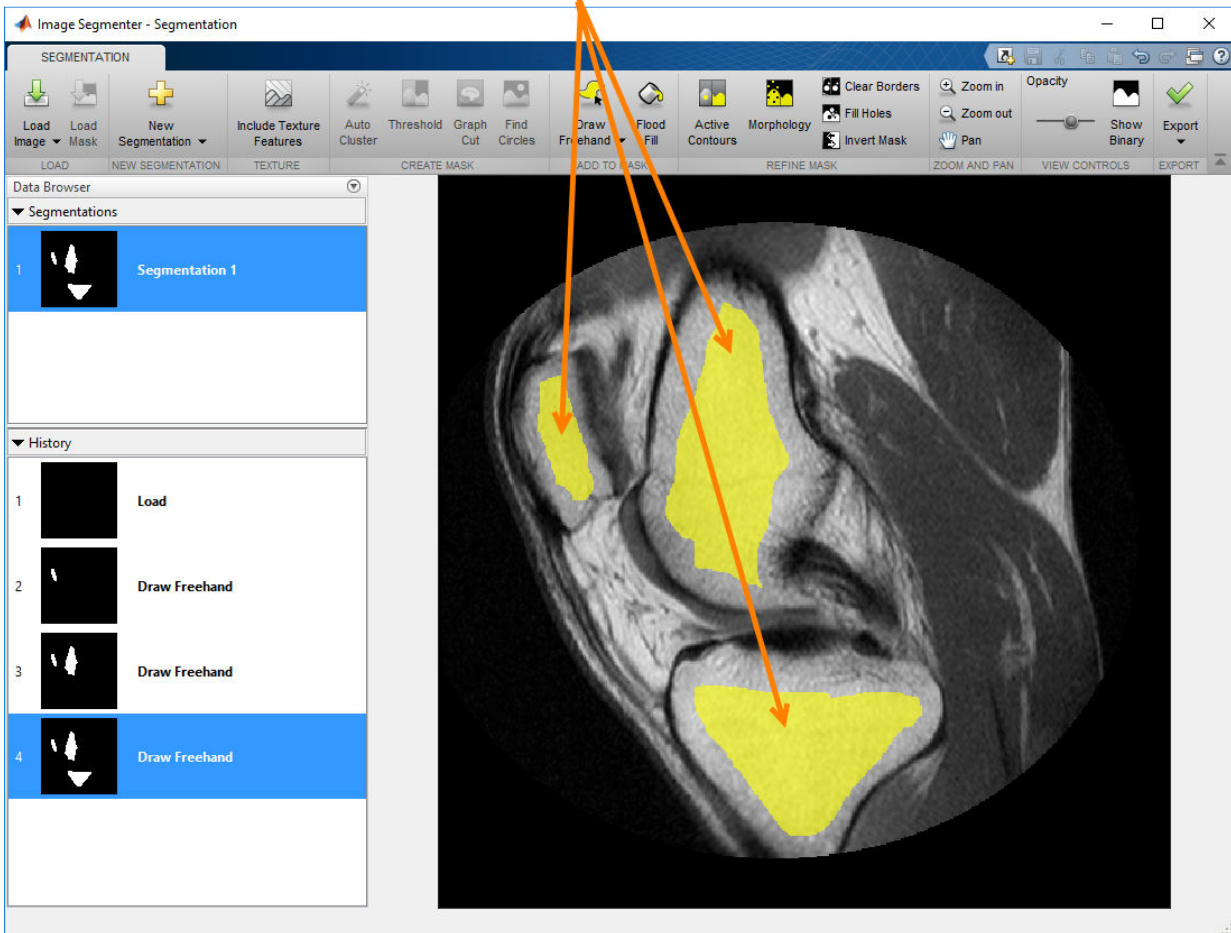 Image Segmenter - Segmentation
SEGMENTATION
Load Image
Load Mask
New Segmentation
Include Texture Features
Auto Cluster
Threshold
Graph Cut
Find Circles
Draw Freehand
Flood Fill
Active Contours
Morphology
Clear Borders
Fill Holes
Invert Mask
Zoom in
Zoom out
Pan
Opacity
Show Binary
Export
LOAD
NEW SEGMENTATION
TEXTURE
CREATE MASK
ADD TO MASK
REFINE MASK
ZOOM AND PAN
VIEW CONTROLS
EXPORT
Data Browser
Segmentations
1 Segmentation 1
History
1 Load
2 Draw Freehand
3 Draw Freehand
4 Draw Freehand